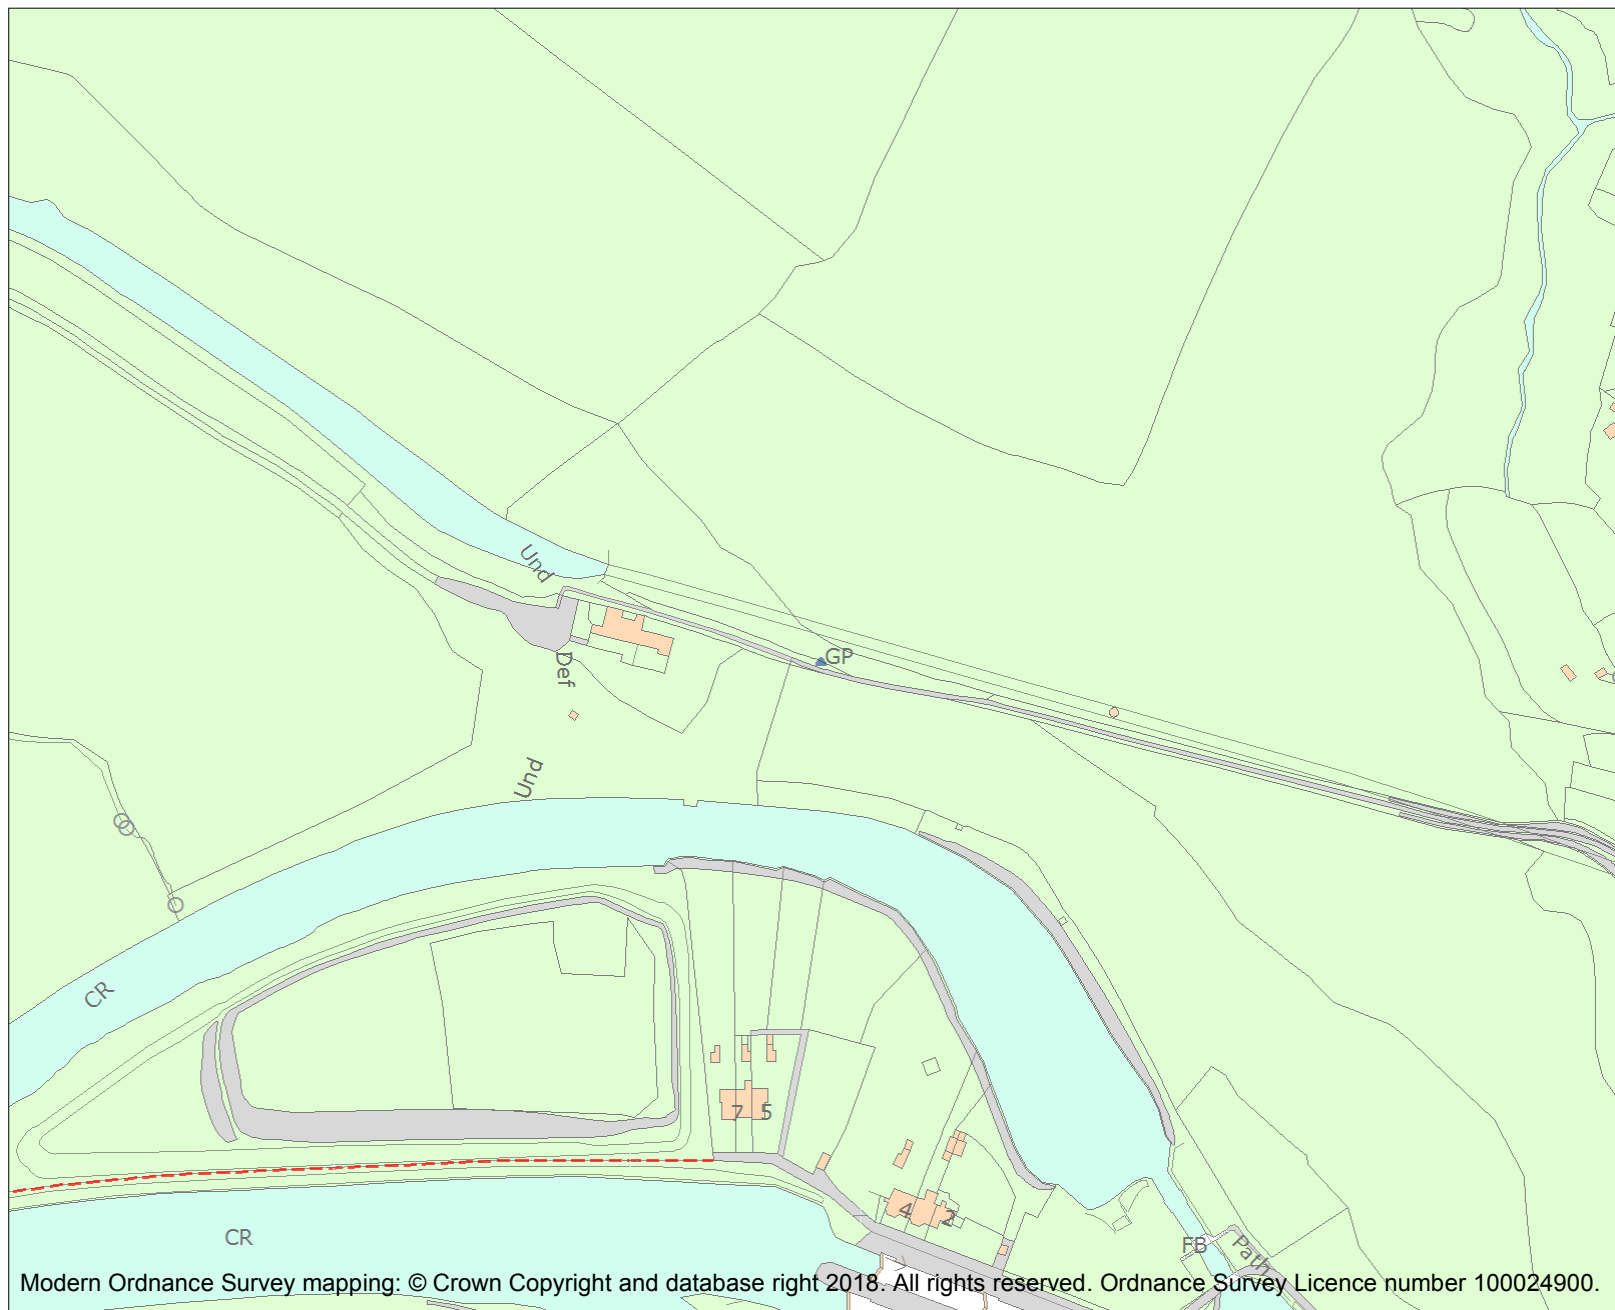 Und
GP
Def
Und
CR
7 5
4 2
CR
FB
Path
Modern Ordnance Survey mapping: © Crown Copyright and database right 2018. All rights reserved. Ordnance Survey Licence number 100024900.